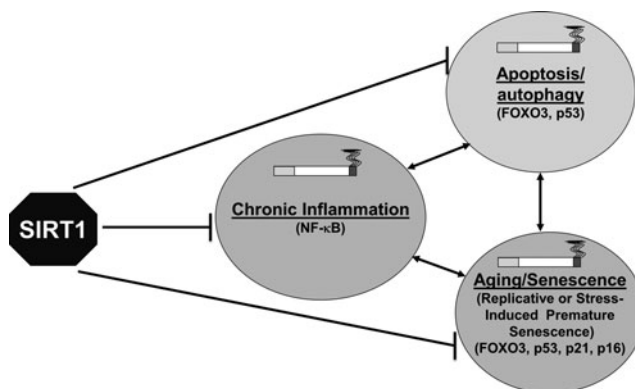 Apoptosis/
autophagy
(FOXO3, p53)
Chronic Inflammation
(NF-κB)
SIRT1
Aging/Senescence
(Replicative or Stress-
Induced Premature
Senescence)
(FOXO3, p53, p21, p16)